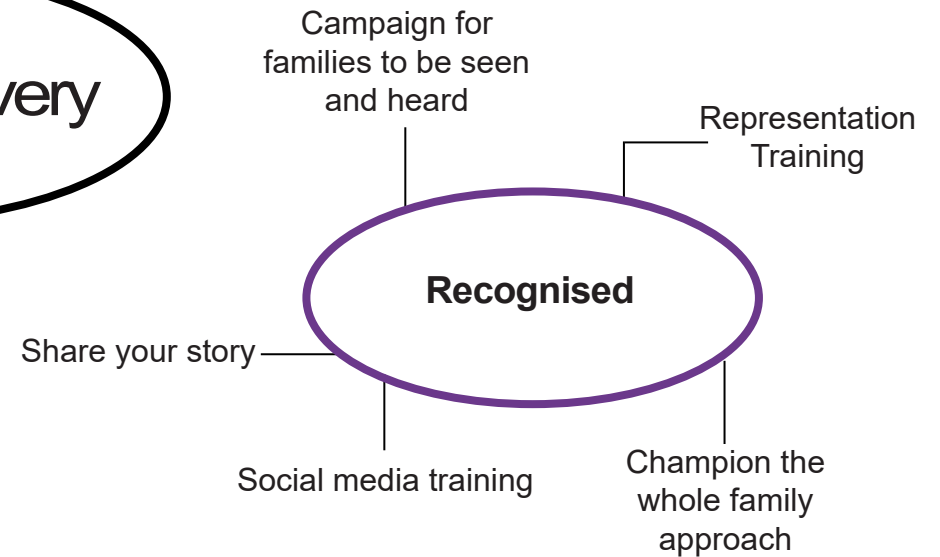 Campaign for
families to be seen
and heard
very
Representation
Training
Recognised
Share your story
Social media training
Champion the
whole family
approach